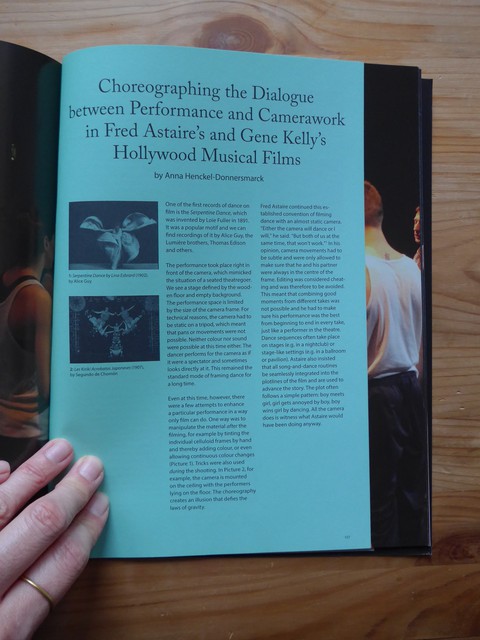 Choreographing the Dialogue
between Performance and Camerawork
in Fred Astaire's and Gene Kelly's
Hollywood Musical Films
by Anna Henckel-Donnersmarck
1: Serpentine Dance by Lina Esbrard (1902),
by Alice Guy.
2: Les Kiriki Acrobates Japonnais (1907),
by Segundo de Chomón.
One of the first records of dance on
film is the Serpentine Dance, which
was invented by Loïe Fuller in 1891.
It was a popular motif and we can
find recordings of it by Alice Guy, the
Lumière brothers, Thomas Edison
and others.
The performance took place right in
front of the camera, which mimicked
the situation of a seated theatregoer:
We see a stage defined by the wood-
en floor and empty background.
The performance space is limited
by the size of the camera frame. For
technical reasons, the camera had to
be static on a tripod, which meant
that pans or movements were not
possible. Neither colour nor sound
were possible at this time either. The
dancer performs for the camera as if
it were a spectator and sometimes
looks directly at it. This remained the
standard mode of framing dance for
a long time.
Even at this time, however, there
were a few attempts to enhance
a particular performance in a way
only film can do. One way was to
manipulate the material after the
filming, for example by tinting the
individual celluloid frames by hand
and thereby adding colour, or even
allowing continuous colour changes
(Picture 1). Tricks were also used
during the shooting. In Picture 2, for
example, the camera is mounted
on the ceiling with the performers
lying on the floor. The choreography
creates an illusion that defies the
laws of gravity.
Fred Astaire continued this es-
tablished convention of filming
dance with an almost static camera.
"Either the camera will dance or I
will," he said. "But both of us at the
same time, that won't work." In his
opinion, camera movements had to
be subtle and were only allowed to
make sure that he and his partner
were always in the centre of the
frame. Editing was considered cheat-
ing and was therefore to be avoided.
This meant that combining good
moments from different takes was
not possible and he had to make
sure his performance was the best
from beginning to end in every take,
just like a performer in the theatre.
Dance sequences often take place
on stages (e.g. in a nightclub) or
stage-like settings (e.g. in a ballroom
or pavilion). Astaire also insisted
that all song-and-dance routines
be seamlessly integrated into the
plotlines of the film and are used to
advance the story. The plot often
follows a simple pattern: boy meets
girl, girl gets annoyed by boy, boy
wins girl by dancing. All the camera
does is witness what Astaire would
have been doing anyway.